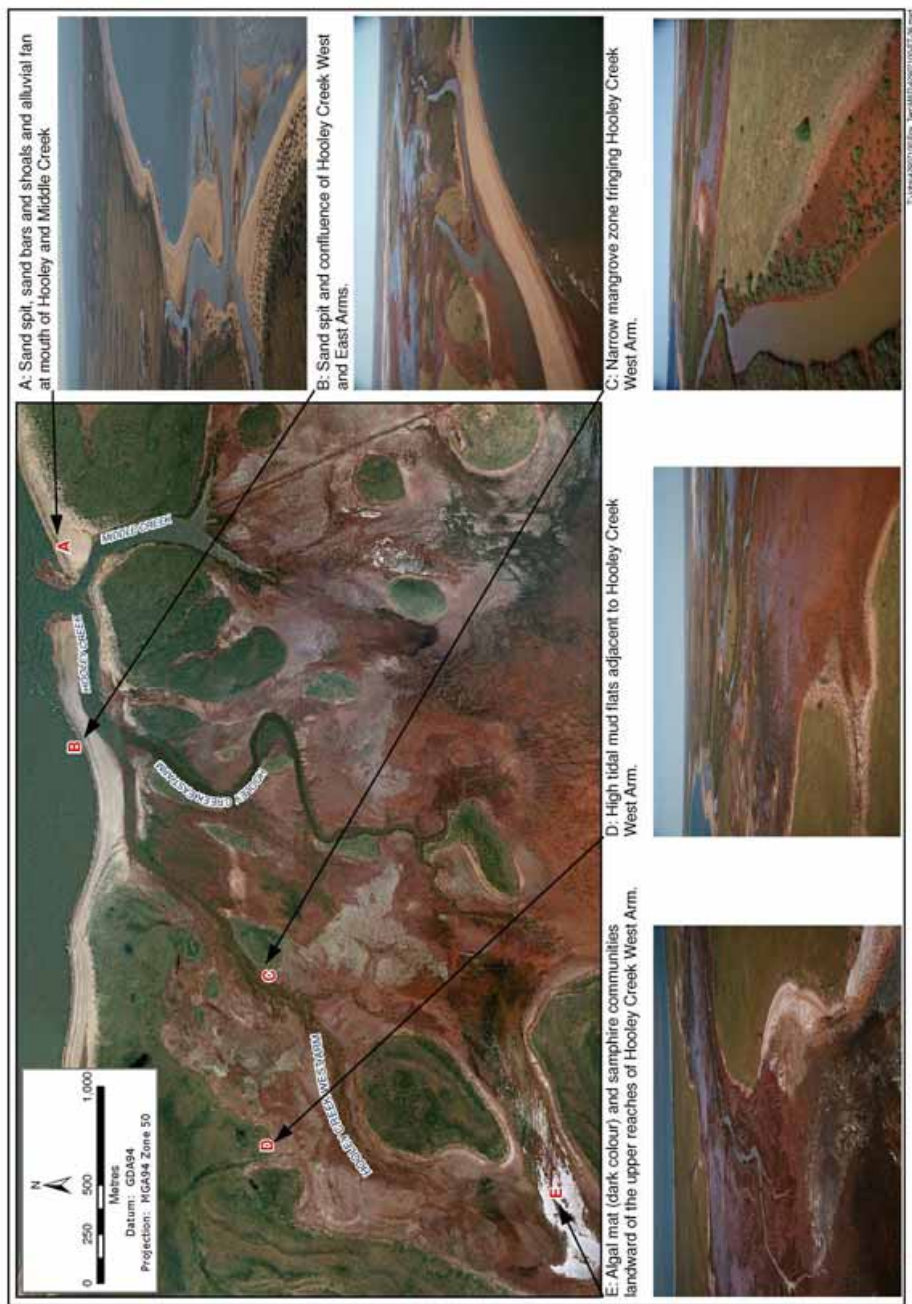 A: Sand spit, sand bars and shoals and alluvial fan
at mouth of Hooley and Middle Creek
B: Sand spit and confluence of Hooley Creek West
and East Arms.
C: Narrow mangrove zone fringing Hooley Creek
West Arm.
D: High tidal mud flats adjacent to Hooley Creek
West Arm.
E: Algal mat (dark colour) and samphire communities
landward of the upper reaches of Hooley Creek West Arm.
N
0 250 500 1,000
Metres
Datum: GDA94
Projection: MGA94 Zone 50
A
B
C
D
E
HOOLEY CREEK
MIDDLE CREEK
HOOLEY
CREEK EAST ARM
HOOLEY CREEK WEST ARM